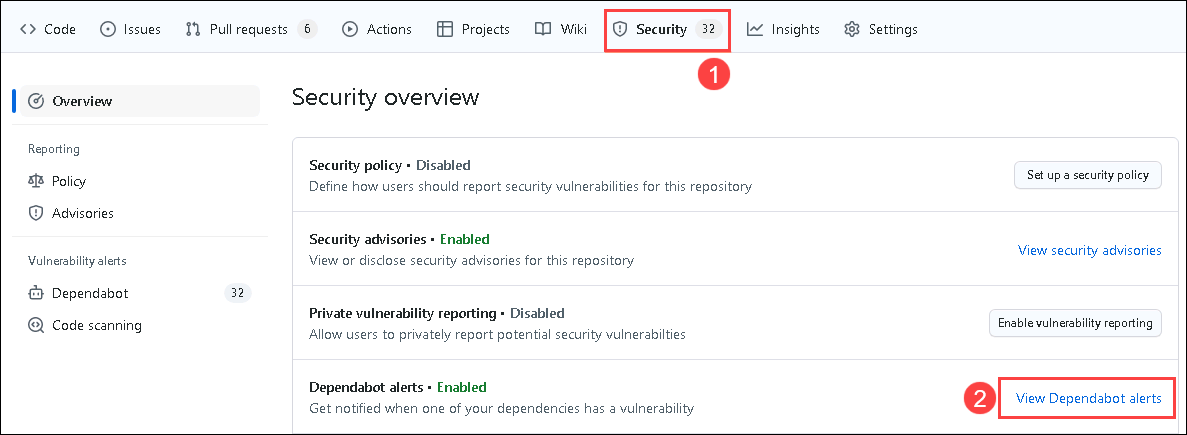 Code Issues Pull requests 6 Actions Projects Wiki Security 32 Insights Settings
1
Overview
Reporting
Policy
Advisories
Vulnerability alerts
Dependabot 32
Code scanning
Security overview
Security policy • Disabled
Define how users should report security vulnerabilities for this repository
Set up a security policy
Security advisories • Enabled
View or disclose security advisories for this repository
View security advisories
Private vulnerability reporting • Disabled
Allow users to privately report potential security vulnerabilities
Enable vulnerability reporting
Dependabot alerts • Enabled
Get notified when one of your dependencies has a vulnerability
2 View Dependabot alerts